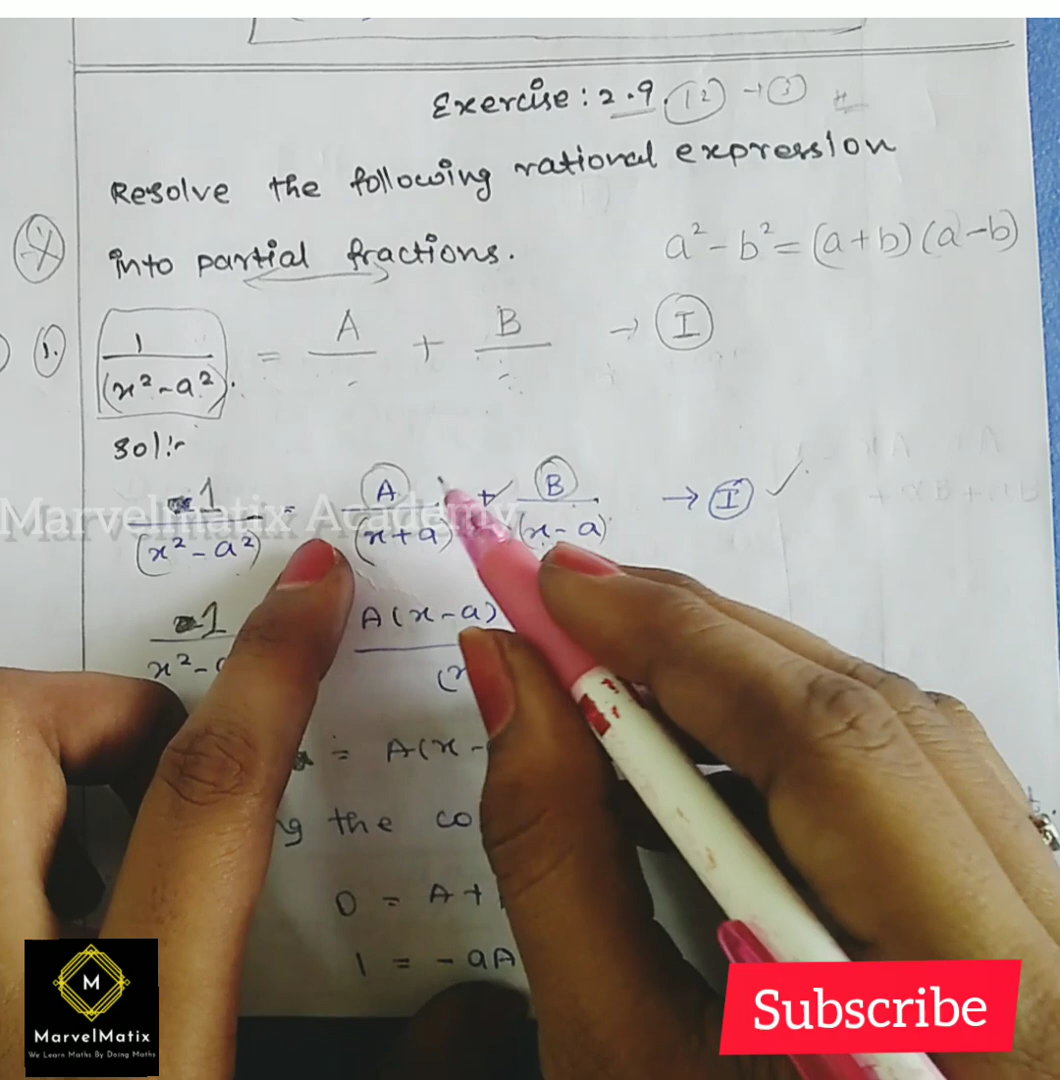 Exercise: 2.9 (12) → (3)
Resolve the following rational expression
into partial fractions.
a² - b² = (a+b)(a-b)
1. 1/(x²-a²) = A/ + B/ → (I)
Sol:-
1/(x²-a²) = A/(x+a) + B/(x-a) → (I) ✓
Marvelmatix Academy
1/x²- A(x-a)
= A(x-
the
0 = A+
1 = -aA
M
MarvelMatix
We Learn Maths By Doing Maths
Subscribe